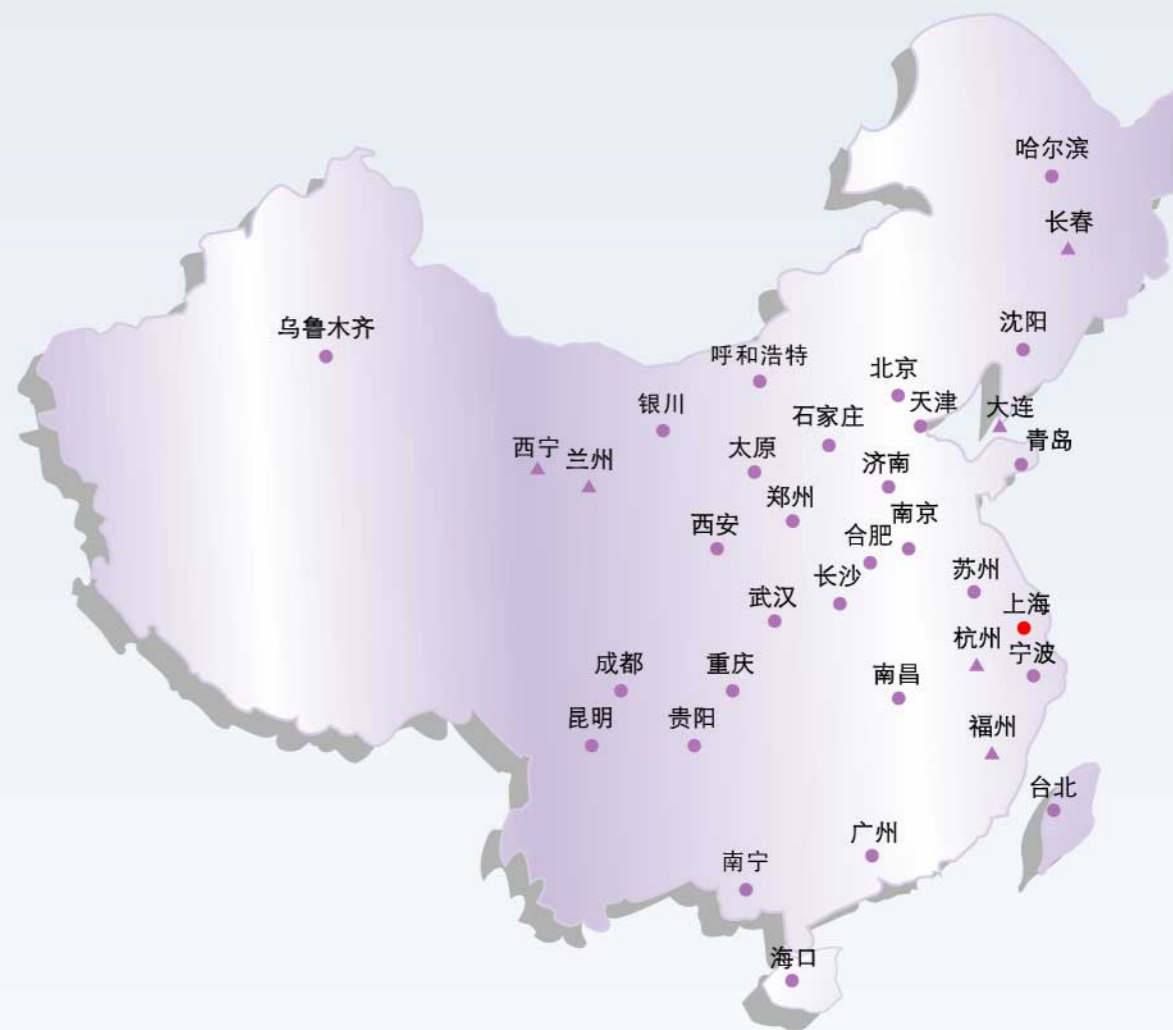 哈尔滨
长春
沈阳
乌鲁木齐
呼和浩特
北京
银川
天津
大连
石家庄
青岛
西宁
兰州
太原
济南
郑州
南京
西安
合肥
苏州
长沙
武汉
上海
杭州
宁波
成都
重庆
南昌
昆明
贵阳
福州
台北
广州
南宁
海口